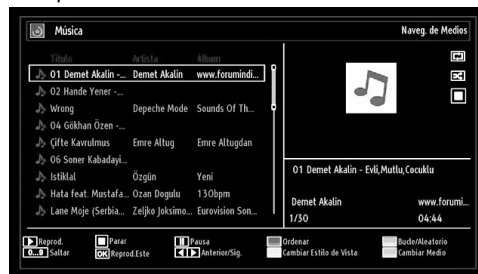 Música Naveg. de Medios
Título Artista Álbum
01 Demet Akalin -... Demet Akalin www.forumindi...
02 Hande Yener -...
Wrong Depeche Mode Sounds Of Th...
04 Gökhan Özen -...
Çifte Kavrulmus Emre Altug Emre Altugdan
06 Soner Kabadayi...
Istiklal Özgün Yeni
Hata feat. Mustafa... Ozan Dogulu 130bpm
Lane Moje (Serbia... Zeljko Joksimo... Eurovision Son...
01 Demet Akalin - Evli,Mutlu,Cocuklu
Demet Akalin www.forumi...
1/30 04:44
Reprod. Parar Pausa Ordenar Bucle/Aleatorio
0...9 Saltar OK Reprod.Este Anterior/Sig. Cambiar Estilo de Vista Cambiar Medio